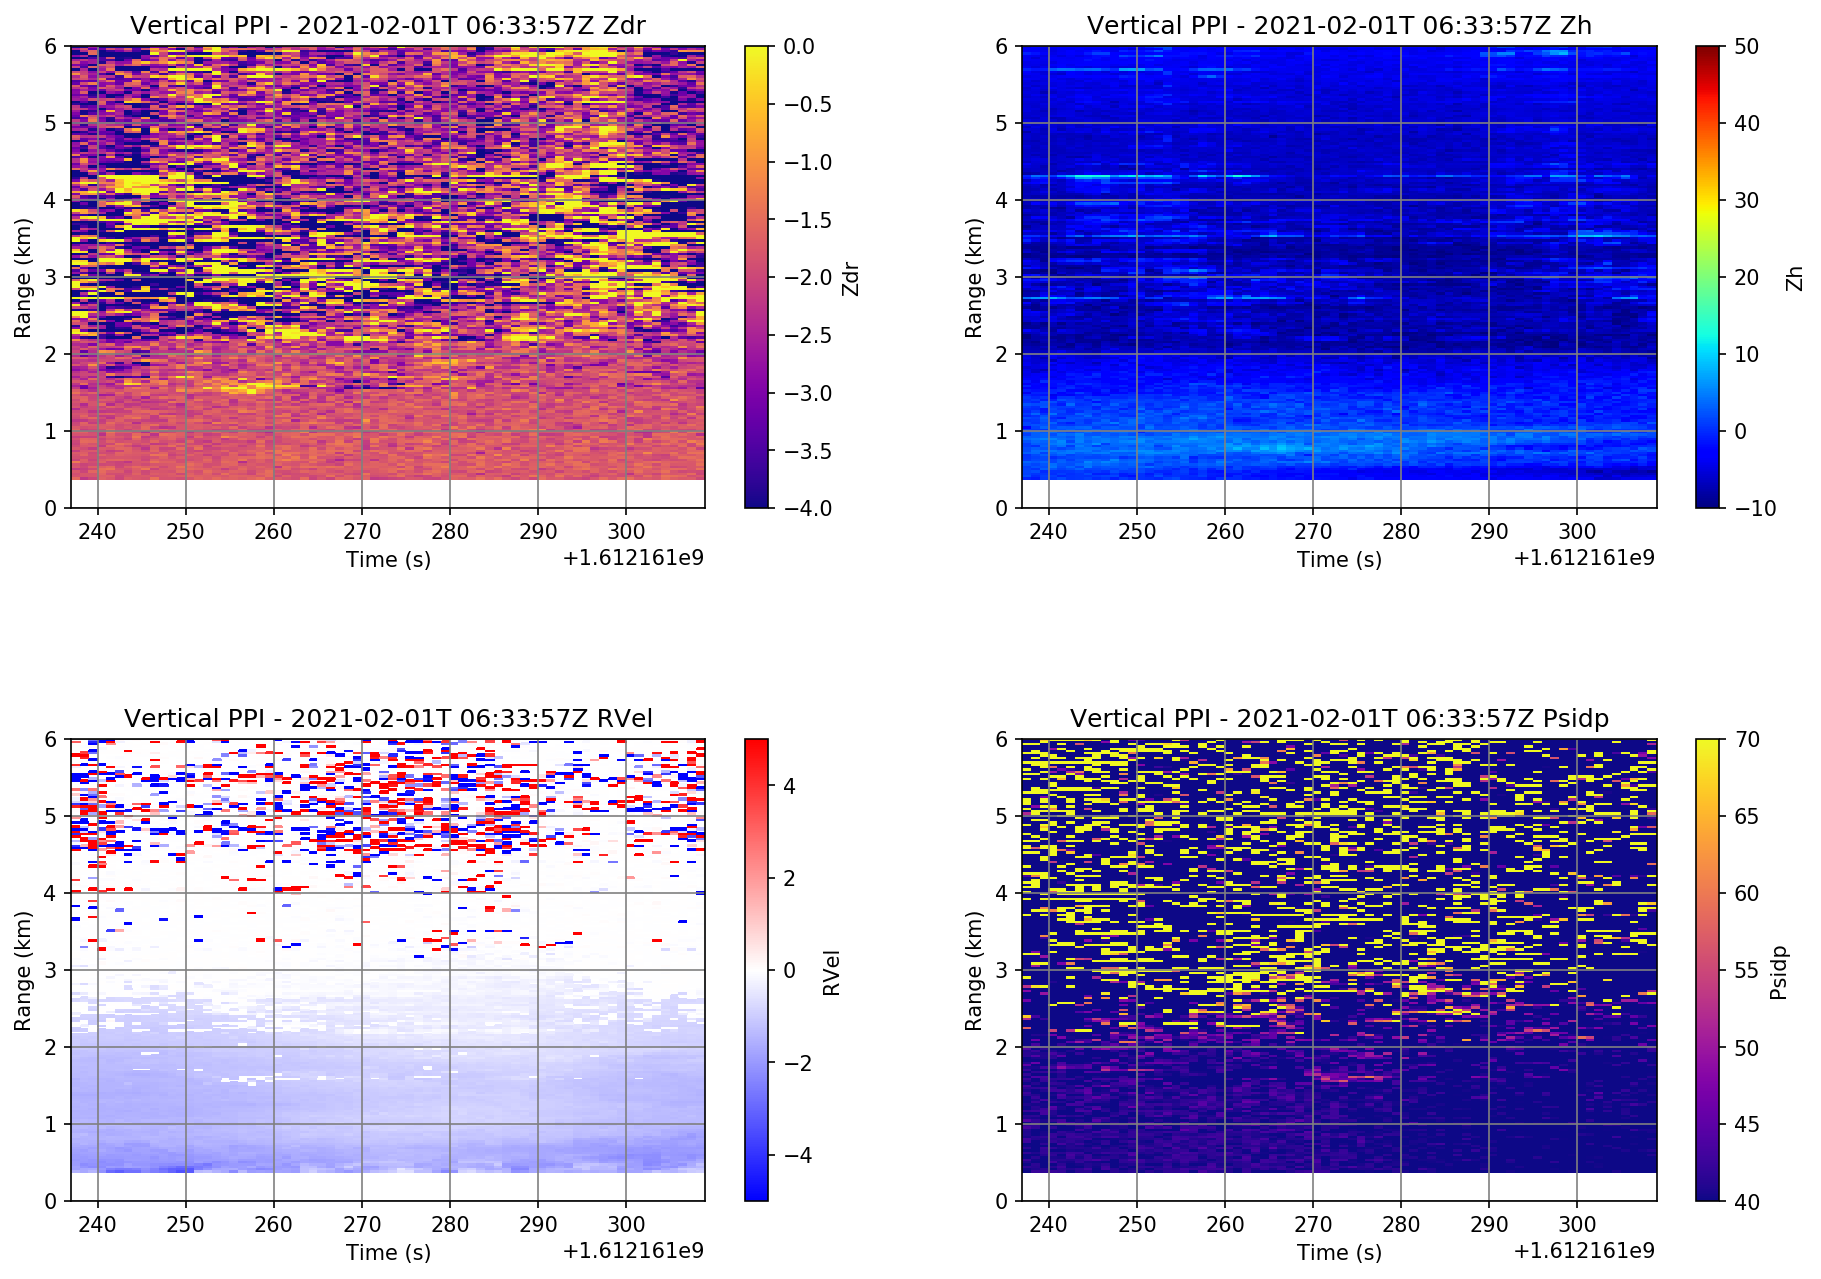 Vertical PPI - 2021-02-01T 06:33:57Z Zdr
6
5
4
3
2
1
0
Range (km)
240 250 260 270 280 290 300
Time (s)
+1.612161e9
0.0
−0.5
−1.0
−1.5
−2.0
−2.5
−3.0
−3.5
−4.0
Zdr
Vertical PPI - 2021-02-01T 06:33:57Z Zh
6
5
4
3
2
1
0
Range (km)
240 250 260 270 280 290 300
Time (s)
+1.612161e9
50
40
30
20
10
0
−10
Zh
Vertical PPI - 2021-02-01T 06:33:57Z RVel
6
5
4
3
2
1
0
Range (km)
240 250 260 270 280 290 300
Time (s)
+1.612161e9
4
2
0
−2
−4
RVel
Vertical PPI - 2021-02-01T 06:33:57Z Psidp
6
5
4
3
2
1
0
Range (km)
240 250 260 270 280 290 300
Time (s)
+1.612161e9
70
65
60
55
50
45
40
Psidp